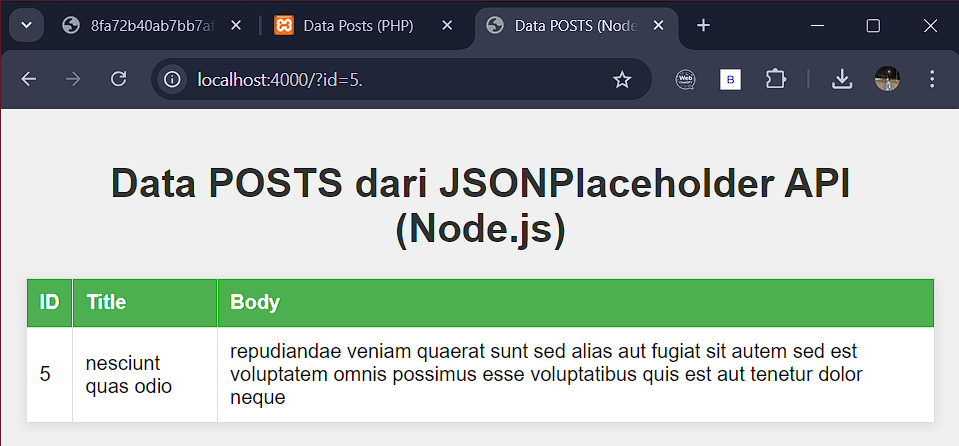 8fa72b40ab7bb7af
Data Posts (PHP)
Data POSTS (Node
localhost:4000/?id=5.
Web
B
Data POSTS dari JSONPlaceholder API
(Node.js)
ID Title Body
5
nesciunt
quas odio
repudiandae veniam quaerat sunt sed alias aut fugiat sit autem sed est
voluptatem omnis possimus esse voluptatibus quis est aut tenetur dolor
neque